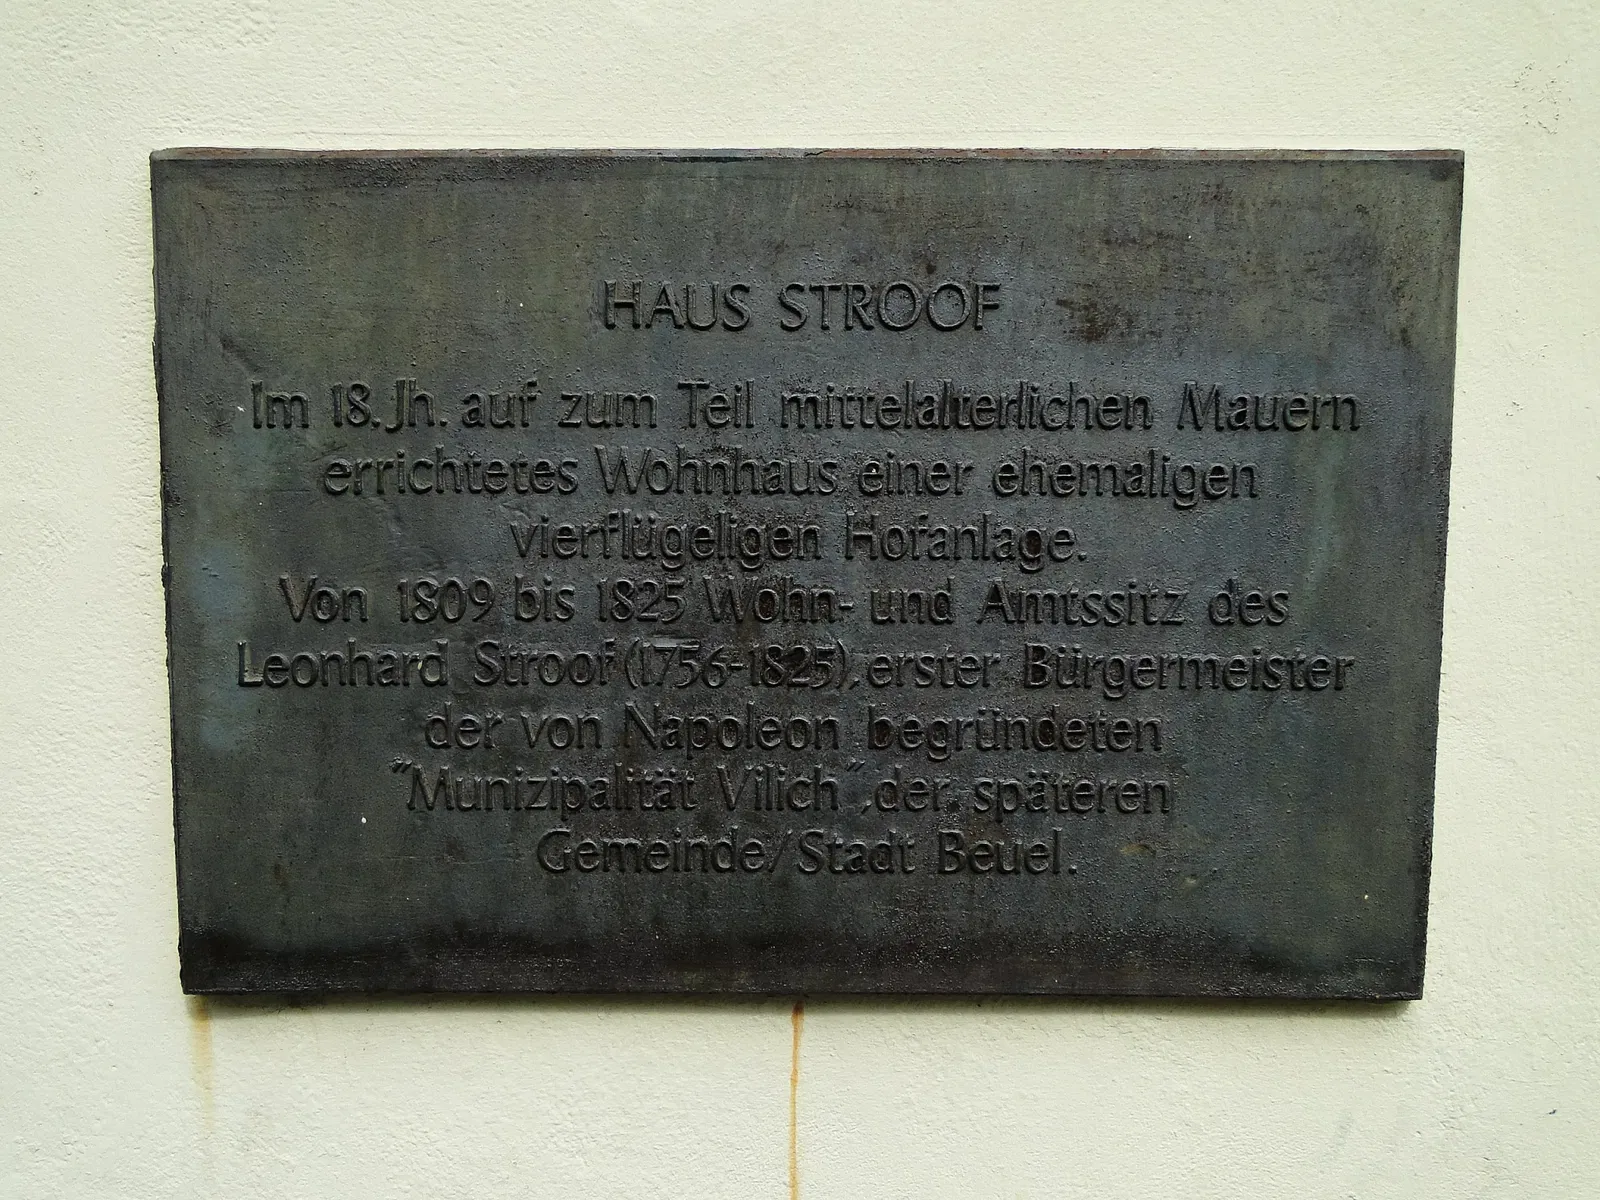 HAUS STROOF
Im 18. Jh. auf zum Teil mittelalterlichen Mauern
errichtetes Wohnhaus einer ehemaligen
vierflügeligen Hofanlage.
Von 1809 bis 1825 Wohn- und Amtssitz des
Leonhard Stroof (1756-1825), erster Bürgermeister
der von Napoleon begründeten
"Munizipalität Vilich", der späteren
Gemeinde/Stadt Beuel.